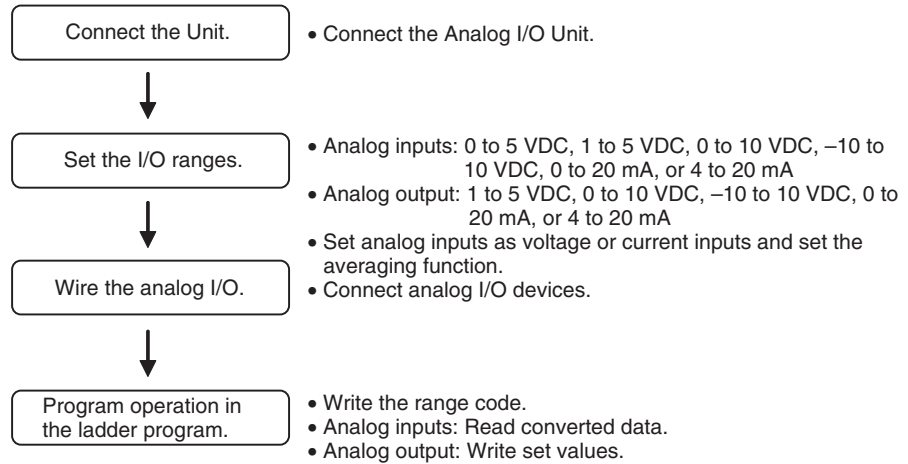 Connect the Unit.
• Connect the Analog I/O Unit.
Set the I/O ranges.
• Analog inputs: 0 to 5 VDC, 1 to 5 VDC, 0 to 10 VDC, –10 to
10 VDC, 0 to 20 mA, or 4 to 20 mA
• Analog output: 1 to 5 VDC, 0 to 10 VDC, –10 to 10 VDC, 0 to
20 mA, or 4 to 20 mA
• Set analog inputs as voltage or current inputs and set the
averaging function.
Wire the analog I/O.
• Connect analog I/O devices.
Program operation in
the ladder program.
• Write the range code.
• Analog inputs: Read converted data.
• Analog output: Write set values.